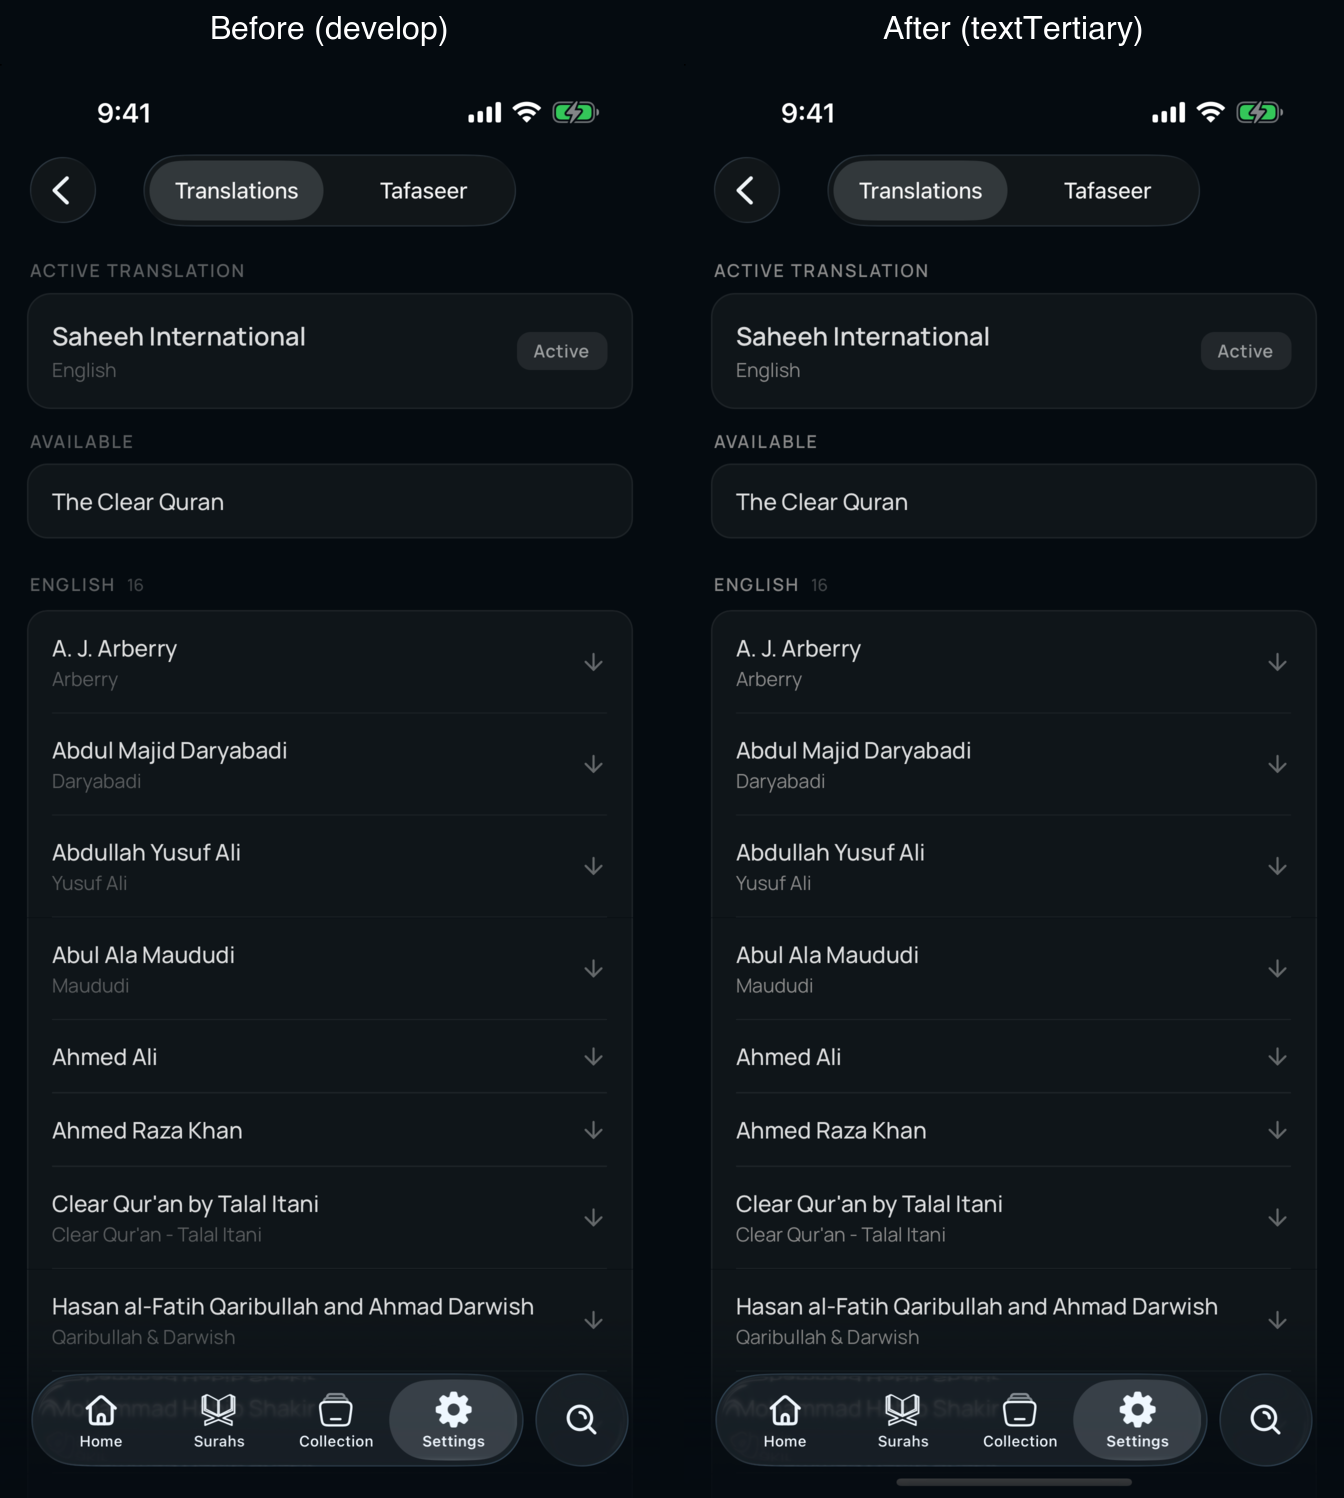 Before (develop)
9:41
Translations
Tafaseer
ACTIVE TRANSLATION
Saheeh International
English
Active
AVAILABLE
The Clear Quran
ENGLISH 16
A. J. Arberry
Arberry
Abdul Majid Daryabadi
Daryabadi
Abdullah Yusuf Ali
Yusuf Ali
Abul Ala Maududi
Maududi
Ahmed Ali
Ahmed Raza Khan
Clear Qur'an by Talal Itani
Clear Qur'an - Talal Itani
Hasan al-Fatih Qaribullah and Ahmad Darwish
Qaribullah & Darwish
Home
Surahs
Collection
Settings
After (textTertiary)
9:41
Translations
Tafaseer
ACTIVE TRANSLATION
Saheeh International
English
Active
AVAILABLE
The Clear Quran
ENGLISH 16
A. J. Arberry
Arberry
Abdul Majid Daryabadi
Daryabadi
Abdullah Yusuf Ali
Yusuf Ali
Abul Ala Maududi
Maududi
Ahmed Ali
Ahmed Raza Khan
Clear Qur'an by Talal Itani
Clear Qur'an - Talal Itani
Hasan al-Fatih Qaribullah and Ahmad Darwish
Qaribullah & Darwish
Home
Surahs
Collection
Settings